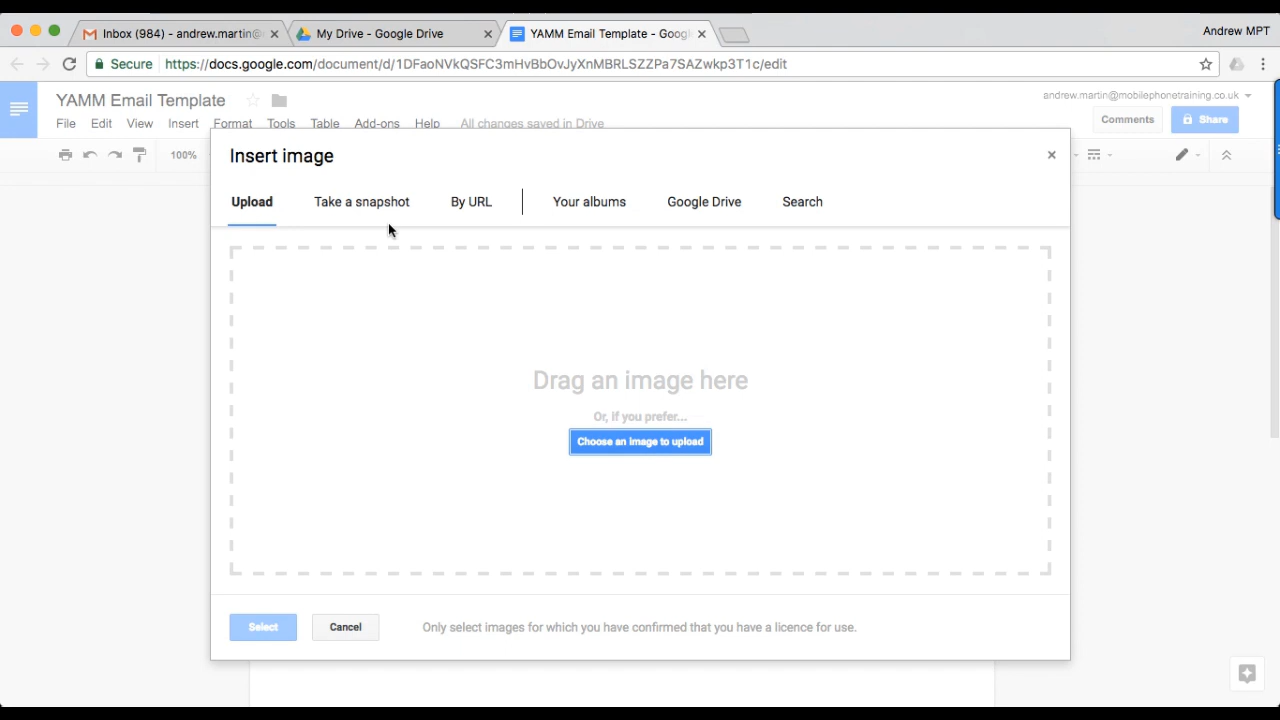 Inbox (984) - andrew.martin@
My Drive - Google Drive
YAMM Email Template - Goog
Andrew MPT
Secure
https://docs.google.com/document/d/1DFaoNVkQSFC3mHvBbOvJyXnMBRLSZZPa7SAZwkp3T1c/edit
YAMM Email Template
andrew.martin@mobilephonetraining.co.uk
File Edit View Insert Format Tools Table Add-ons Help All changes saved in Drive
Comments
Share
100%
Insert image
Upload Take a snapshot By URL Your albums Google Drive Search
Drag an image here
Or, if you prefer...
Choose an image to upload
Select Cancel Only select images for which you have confirmed that you have a licence for use.